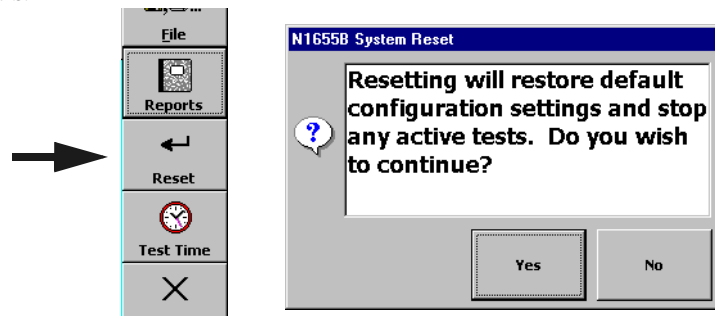 File
Reports
Reset
Test Time
N1655B System Reset
Resetting will restore default
configuration settings and stop
any active tests.  Do you wish
to continue?
Yes
No